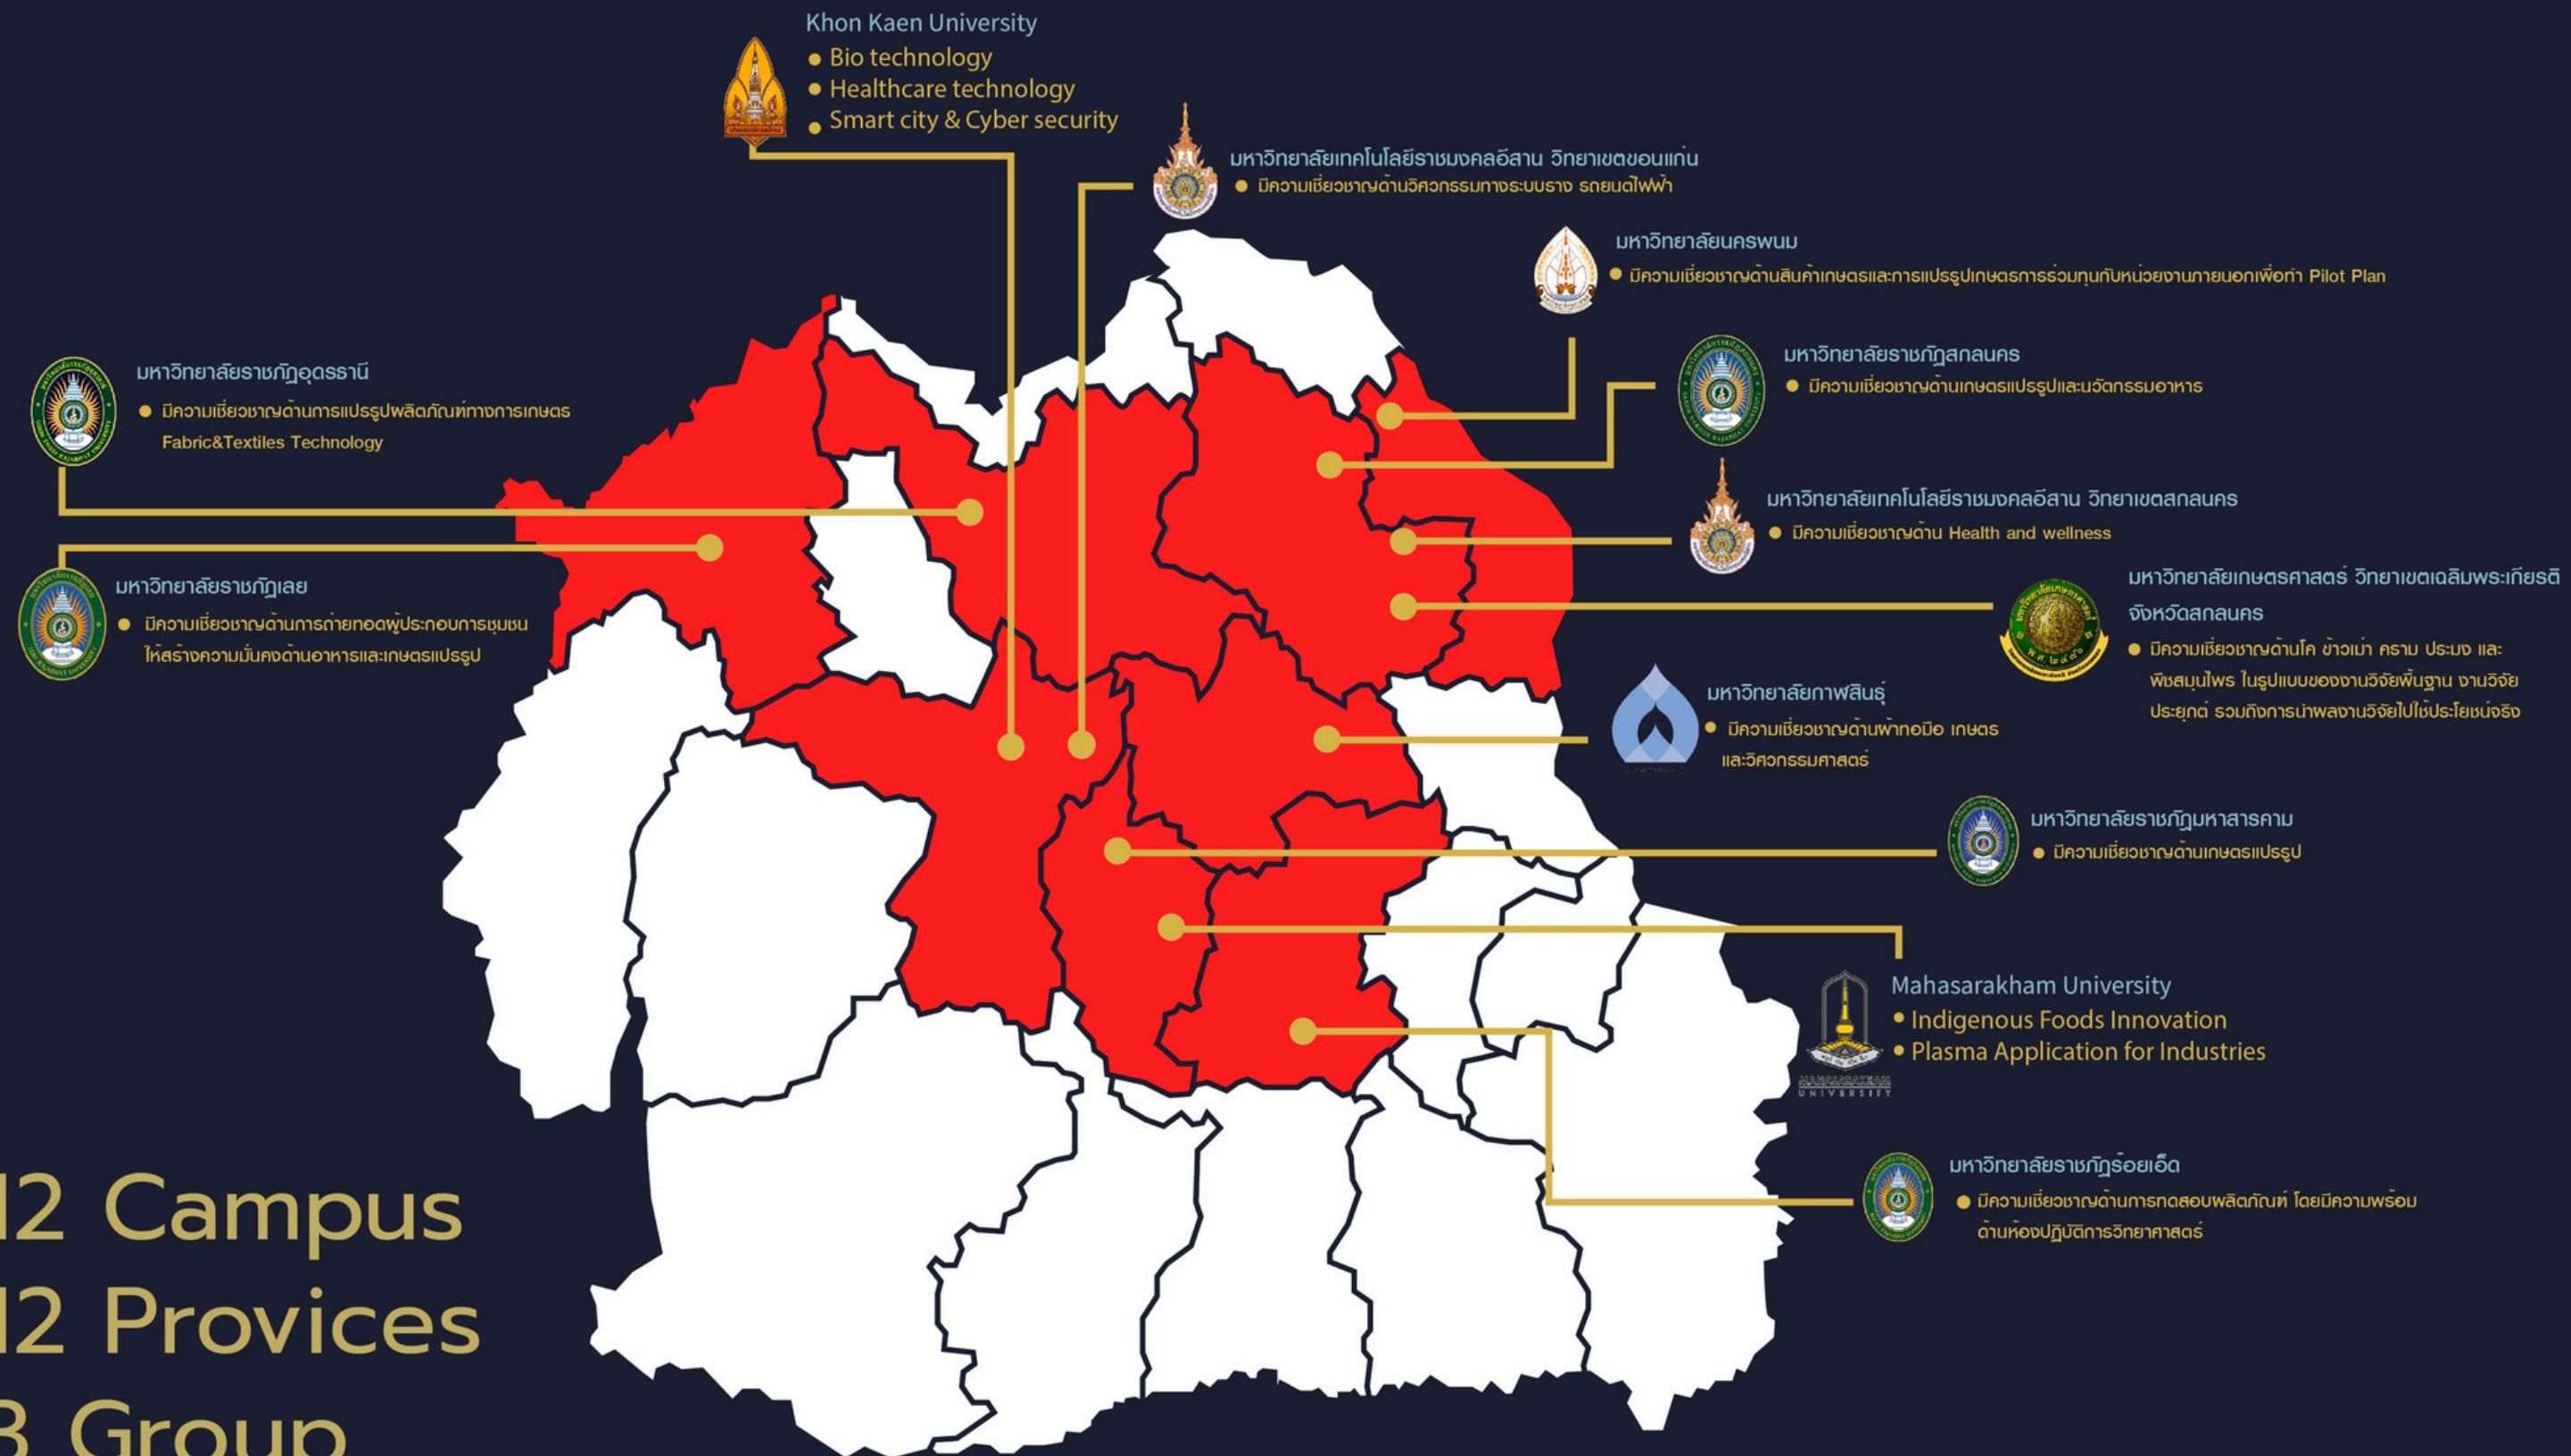 Khon Kaen University
Bio technology
Healthcare technology
Smart city & Cyber security
มหาวิทยาลัยเทคโนโลยีราชมงคลอีสาน วิทยาเขตขอนแก่น
มีความเชี่ยวชาญด้านวิศวกรรมทางระบบราง รถยนต์ไฟฟ้า
มหาวิทยาลัยนครพนม
มีความเชี่ยวชาญด้านสินค้าเกษตรและการแปรรูปเกษตรการร่วมทุนกับหน่วยงานภายนอกเพื่อทำ Pilot Plan
มหาวิทยาลัยราชภัฏสกลนคร
มีความเชี่ยวชาญด้านเกษตรแปรรูปและนวัตกรรมอาหาร
มหาวิทยาลัยราชภัฏอุดรธานี
มีความเชี่ยวชาญด้านการแปรรูปผลิตภัณฑ์ทางการเกษตร
Fabric&Textiles Technology
มหาวิทยาลัยเทคโนโลยีราชมงคลอีสาน วิทยาเขตสกลนคร
มีความเชี่ยวชาญด้าน Health and wellness
มหาวิทยาลัยราชภัฏเลย
มีความเชี่ยวชาญด้านการถ่ายทอดผู้ประกอบการชุมชน
ให้สร้างความมั่นคงด้านอาหารและเกษตรแปรรูป
มหาวิทยาลัยเกษตรศาสตร์ วิทยาเขตเฉลิมพระเกียรติ
จังหวัดสกลนคร
มีความเชี่ยวชาญด้านโค ข้าวเม่า คราม ประมง และ
พืชสมุนไพร ในรูปแบบของงานวิจัยพื้นฐาน งานวิจัย
ประยุกต์ รวมถึงการนำผลงานวิจัยไปใช้ประโยชน์จริง
มหาวิทยาลัยกาฬสินธุ์
มีความเชี่ยวชาญด้านผ้าทอมือ เกษตร
และวิศวกรรมศาสตร์
มหาวิทยาลัยราชภัฏมหาสารคาม
มีความเชี่ยวชาญด้านเกษตรแปรรูป
Mahasarakham University
Indigenous Foods Innovation
Plasma Application for Industries
MAHASARAKHAM
UNIVERSITY
มหาวิทยาลัยราชภัฏร้อยเอ็ด
มีความเชี่ยวชาญด้านการทดสอบผลิตภัณฑ์ โดยมีความพร้อม
ด้านห้องปฏิบัติการวิทยาศาสตร์
12 Campus
12 Provices
3 Group